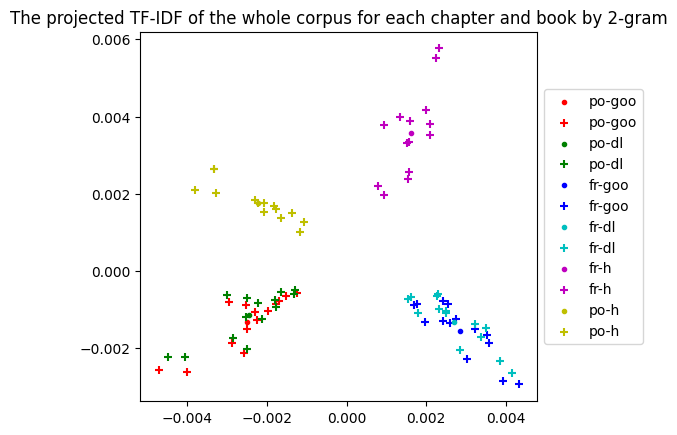 The projected TF-IDF of the whole corpus for each chapter and book by 2-gram
0.006
0.004
0.002
0.000
−0.002
−0.004
−0.002
0.000
0.002
0.004
po-goo
po-goo
po-dl
po-dl
fr-goo
fr-goo
fr-dl
fr-dl
fr-h
fr-h
po-h
po-h